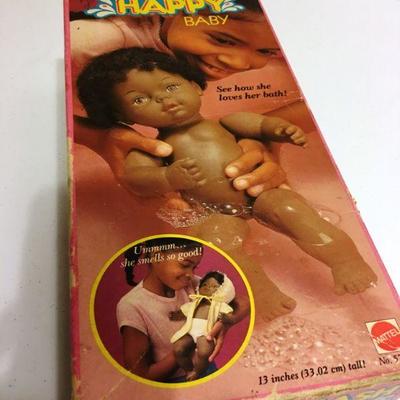 HAPPY
BABY
See how she
loves her bath!
Ummmm...
she smells so good!
MATTEL
No. 5
13 inches (33.02 cm) tall!